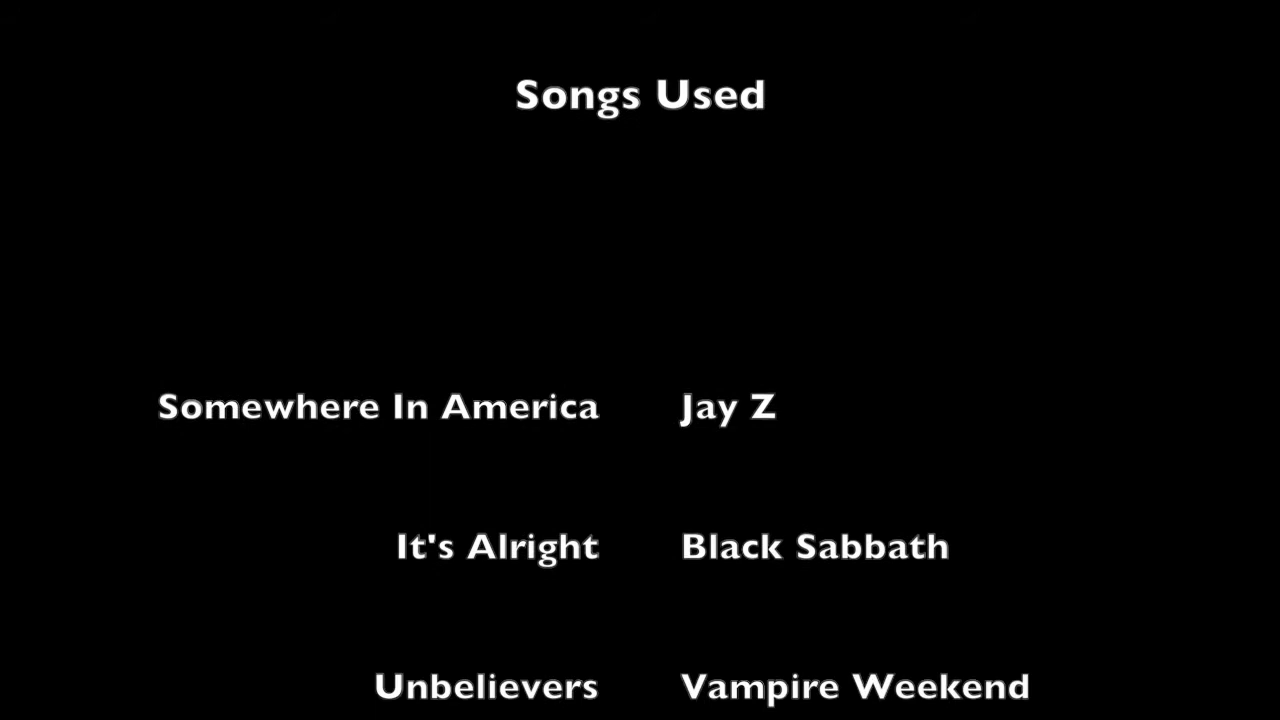 Songs Used
Somewhere In America Jay Z
It's Alright Black Sabbath
Unbelievers Vampire Weekend